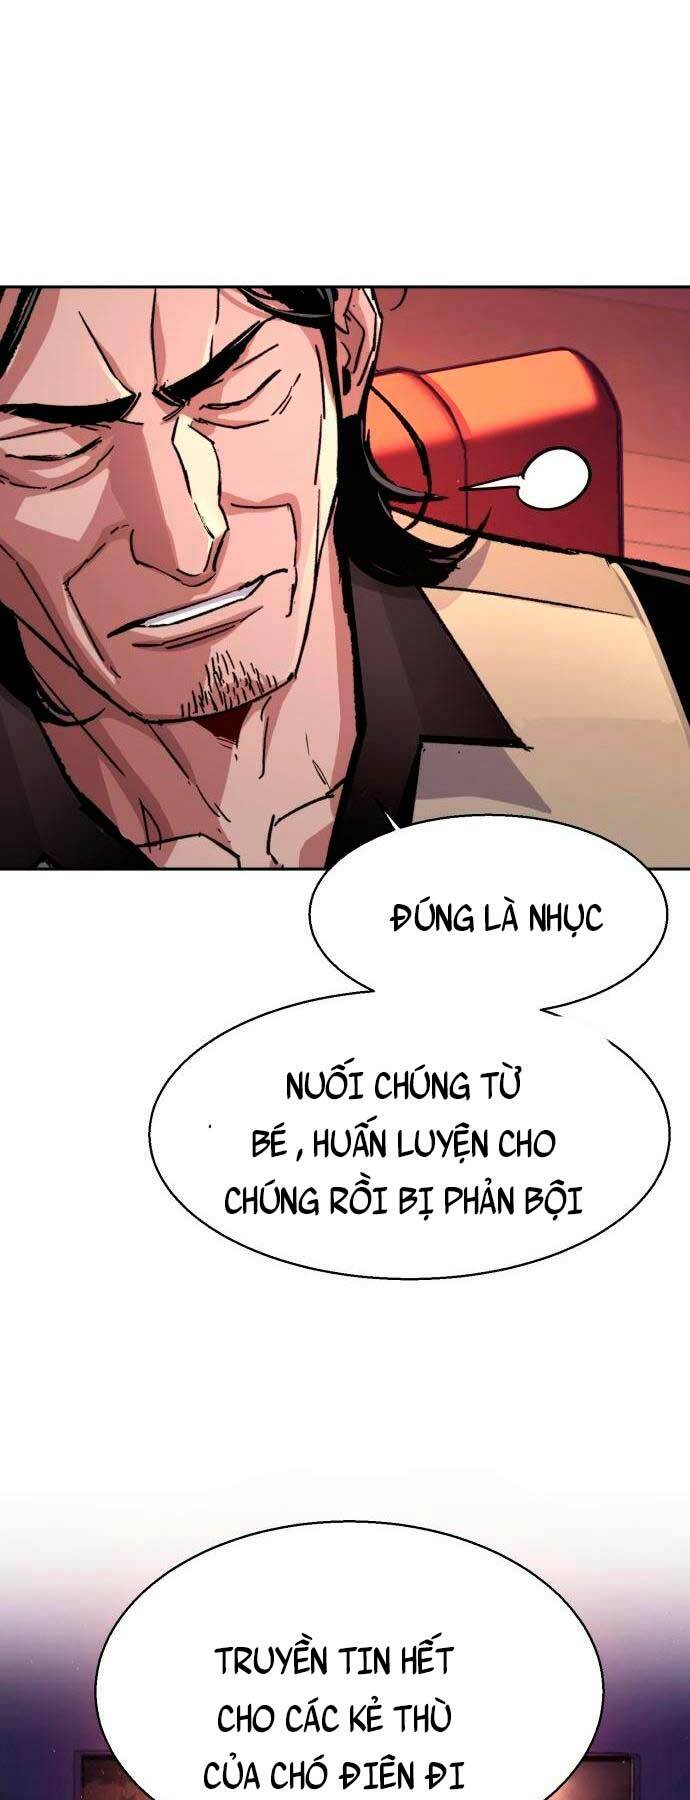 ĐÚNG LÀ NHỤC
NUÔI CHÚNG TỪ
BÉ, HUẤN LUYỆN CHO
CHÚNG RỒI BỊ PHẢN BỘI
TRUYỀN TIN HẾT
CHO CÁC KẺ THÙ
CỦA CHÓ ĐIÊN ĐI